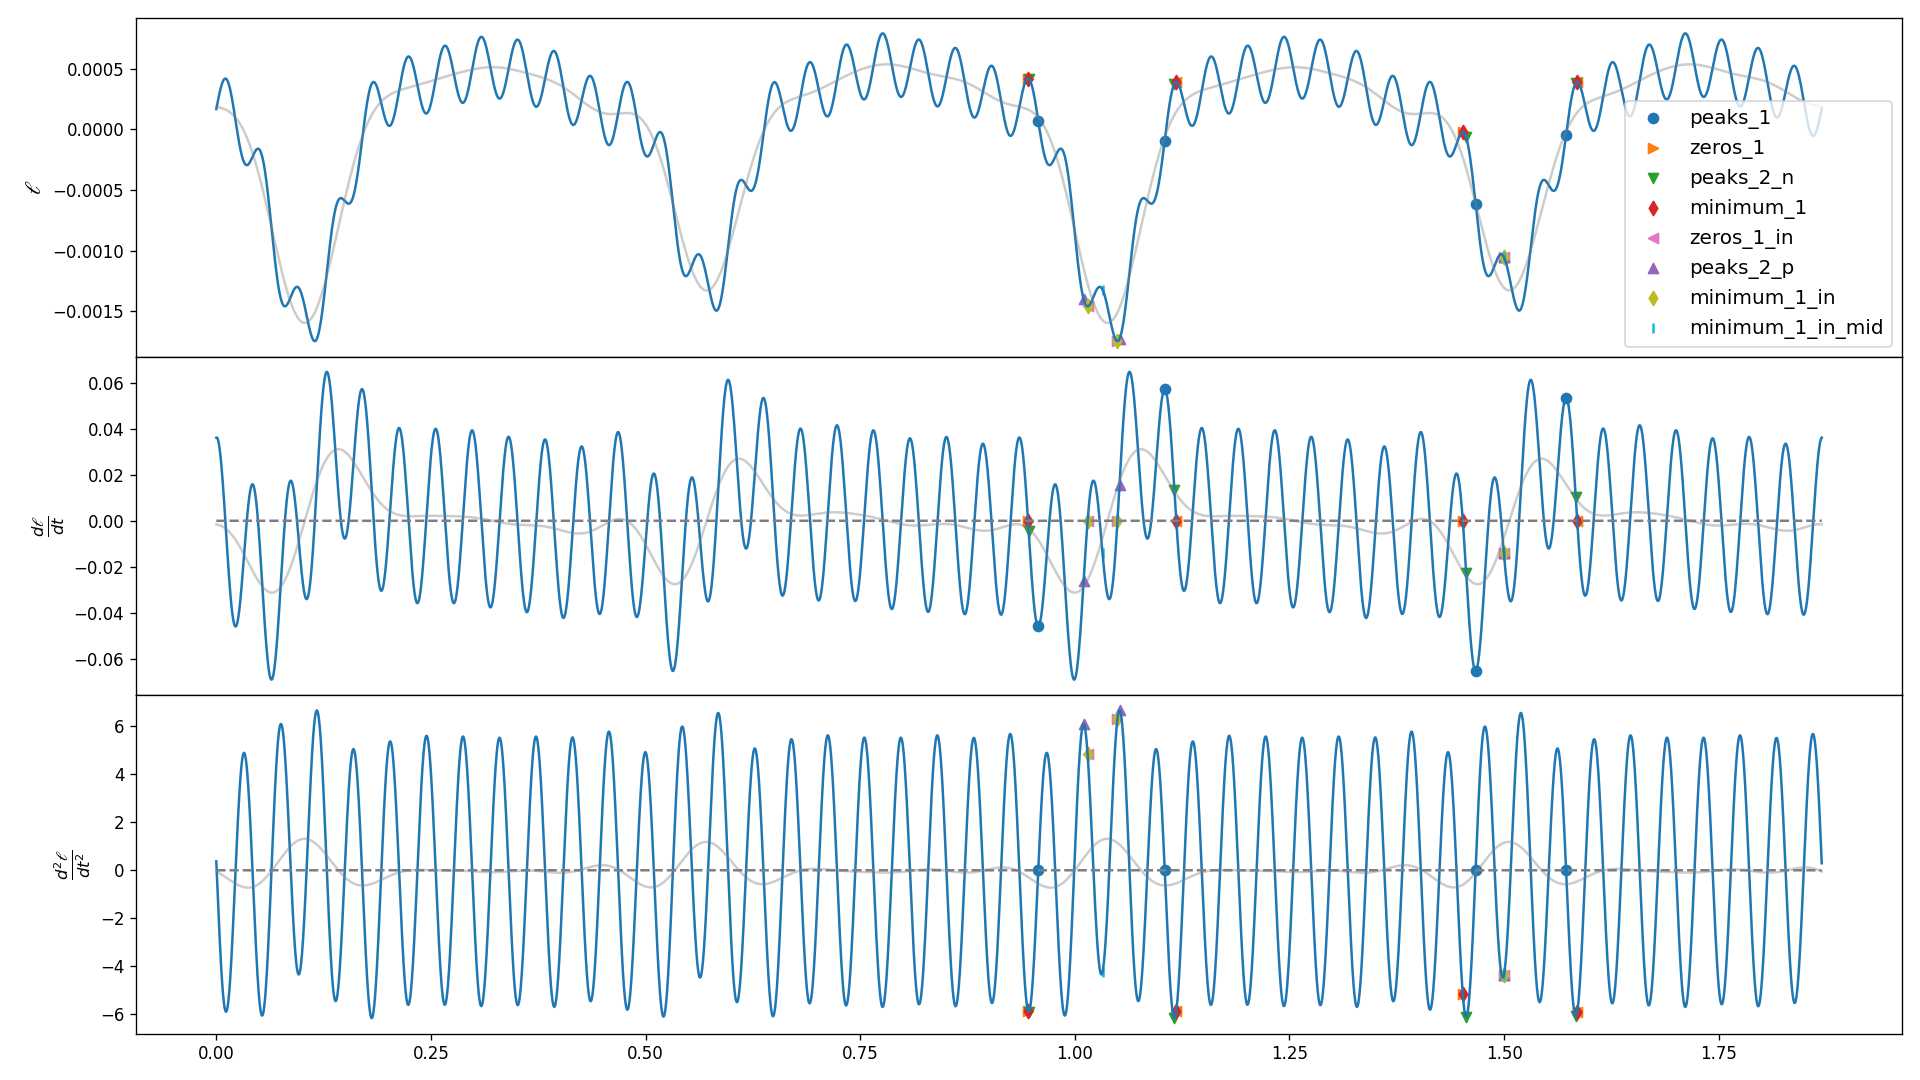 0.0005
0.0000
−0.0005
−0.0010
−0.0015
ℓ
peaks_1
zeros_1
peaks_2_n
minimum_1
zeros_1_in
peaks_2_p
minimum_1_in
minimum_1_in_mid
0.06
0.04
0.02
0.00
−0.02
−0.04
−0.06
dℓ
dt
6
4
2
0
−2
−4
−6
d²ℓ
dt²
0.00 0.25 0.50 0.75 1.00 1.25 1.50 1.75